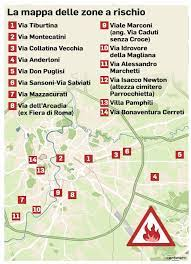 La mappa delle zone a rischio
1 Via Tiburtina
2 Via Montecatini
3 Via Collatina Vecchia
4 Via Anderloni
5 Via Don Puglisi
6 Via Sansoni-Via Salviati
7 Via Mazzacurati
8 Via dell'Arcadia
(ex Fiera di Roma)
9 Viale Marconi
(ang. Via Caduti
senza Croce)
10 Via Idrovore
della Magliana
11 Via Alessandro
Marchetti
12 Via Isacco Newton
(altezza cimitero
Parrocchietta)
13 Villa Pamphili
14 Via Bonaventura Cerreti